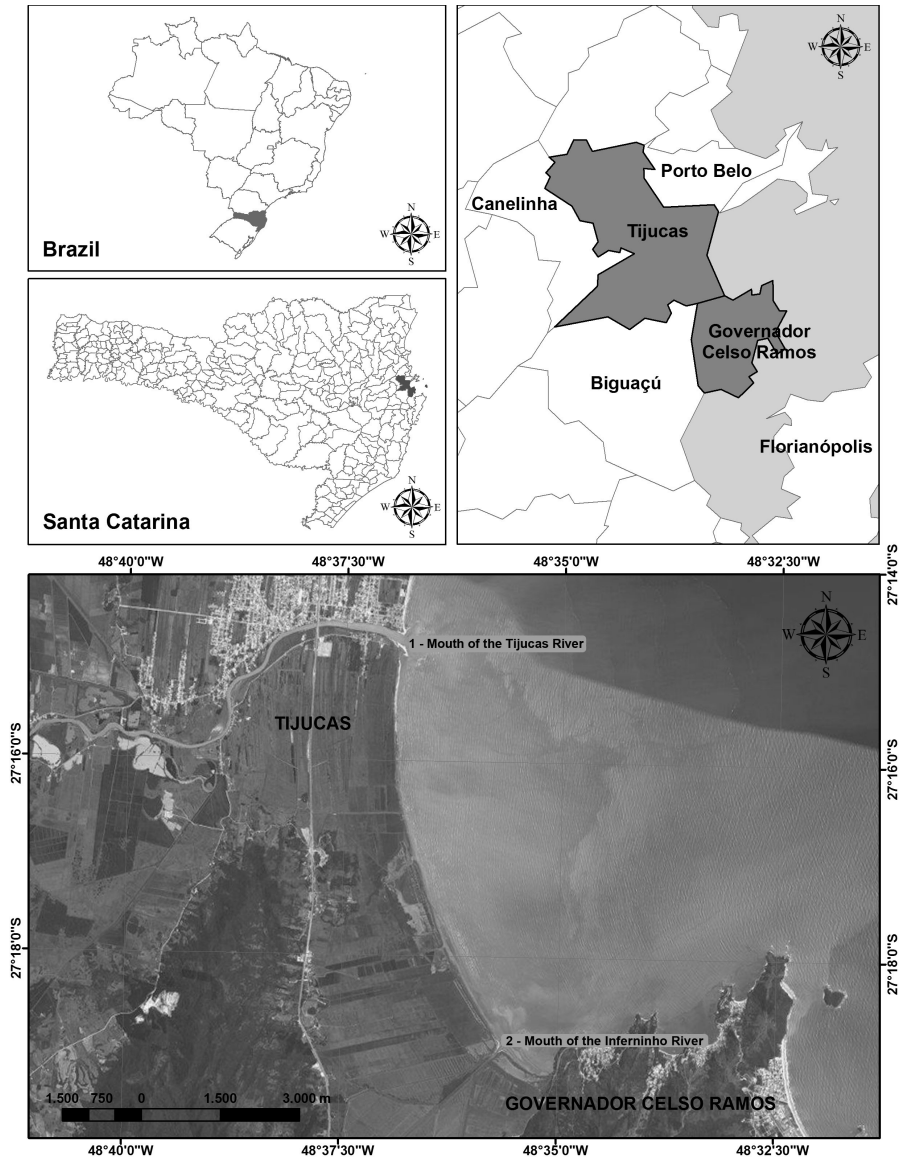 N
W E
S
Brazil
N
W E
S
Santa Catarina
N
W E
S
Porto Belo
Canelinha
Tijucas
Governador
Celso Ramos
Biguaçú
Florianópolis
48°40'0"W 48°37'30"W 48°35'0"W 48°32'30"W
27°14'0"S
N
W E
S
1 - Mouth of the Tijucas River
TIJUCAS
27°16'0"S 27°16'0"S
27°18'0"S 27°18'0"S
2 - Mouth of the Inferninho River
1.500 750 0 1.500 3.000 m
GOVERNADOR CELSO RAMOS
48°40'0"W 48°37'30"W 48°35'0"W 48°32'30"W